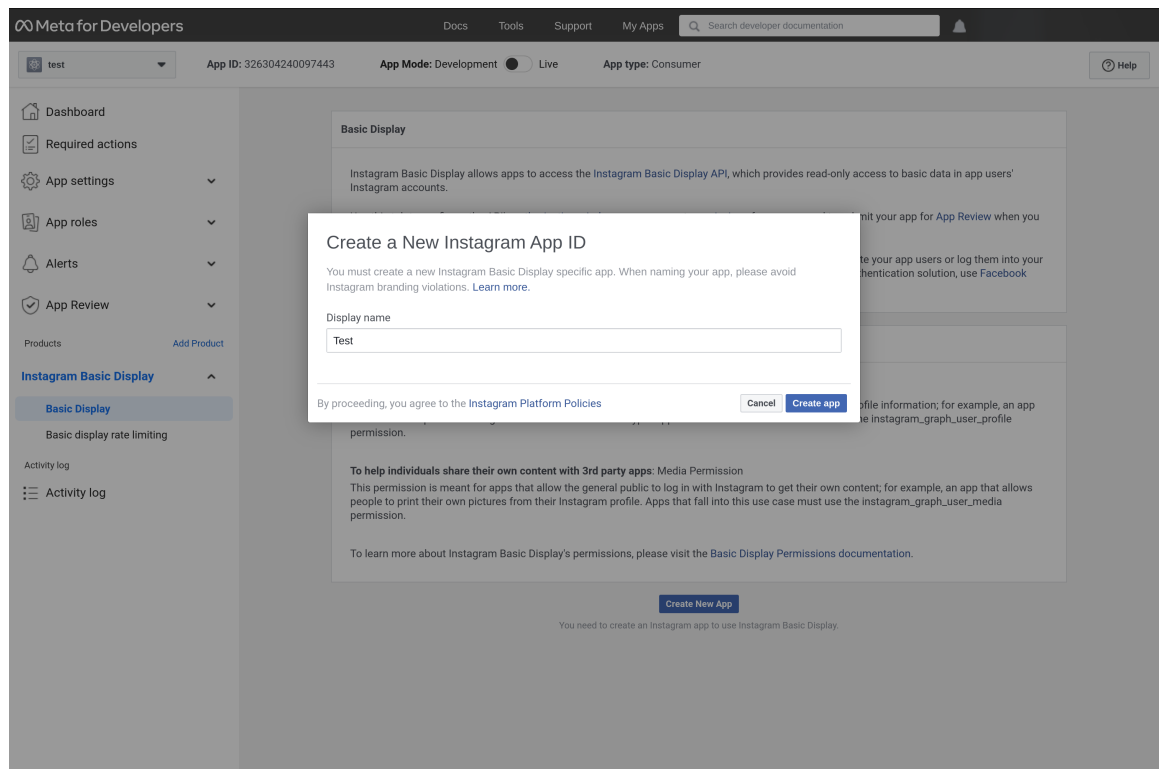 Meta for Developers
Docs Tools Support My Apps Search developer documentation
test App ID: 326304240097443 App Mode: Development Live App type: Consumer Help
Dashboard
Required actions
App settings
App roles
Alerts
App Review
Products Add Product
Instagram Basic Display
Basic Display
Basic display rate limiting
Activity log
Activity log
Basic Display
Instagram Basic Display allows apps to access the Instagram Basic Display API, which provides read-only access to basic data in app users'
Instagram accounts.
your app for App Review when you
your app users or log them into your
solution, use Facebook
Create a New Instagram App ID
You must create a new Instagram Basic Display specific app. When naming your app, please avoid
Instagram branding violations. Learn more.
Display name
Test
By proceeding, you agree to the Instagram Platform Policies
Cancel Create app
information; for example, an app
instagram_graph_user_profile
permission.
To help individuals share their own content with 3rd party apps: Media Permission
This permission is meant for apps that allow the general public to log in with Instagram to get their own content; for example, an app that allows
people to print their own pictures from their Instagram profile. Apps that fall into this use case must use the instagram_graph_user_media
permission.
To learn more about Instagram Basic Display's permissions, please visit the Basic Display Permissions documentation.
Create New App
You need to create an Instagram app to use Instagram Basic Display.